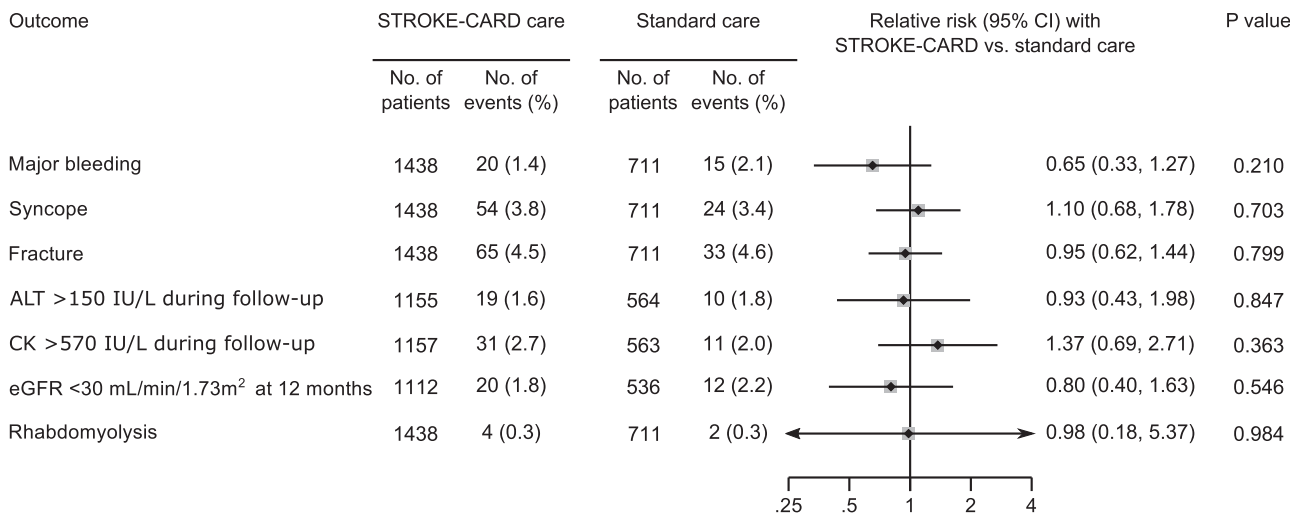 Outcome STROKE-CARD care Standard care Relative risk (95% CI) with P value
STROKE-CARD vs. standard care
No. of No. of No. of No. of
patients events (%) patients events (%)
Major bleeding 1438 20 (1.4) 711 15 (2.1) 0.65 (0.33, 1.27) 0.210
Syncope 1438 54 (3.8) 711 24 (3.4) 1.10 (0.68, 1.78) 0.703
Fracture 1438 65 (4.5) 711 33 (4.6) 0.95 (0.62, 1.44) 0.799
ALT >150 IU/L during follow-up 1155 19 (1.6) 564 10 (1.8) 0.93 (0.43, 1.98) 0.847
CK >570 IU/L during follow-up 1157 31 (2.7) 563 11 (2.0) 1.37 (0.69, 2.71) 0.363
eGFR <30 mL/min/1.73m² at 12 months 1112 20 (1.8) 536 12 (2.2) 0.80 (0.40, 1.63) 0.546
Rhabdomyolysis 1438 4 (0.3) 711 2 (0.3) 0.98 (0.18, 5.37) 0.984
.25 .5 1 2 4